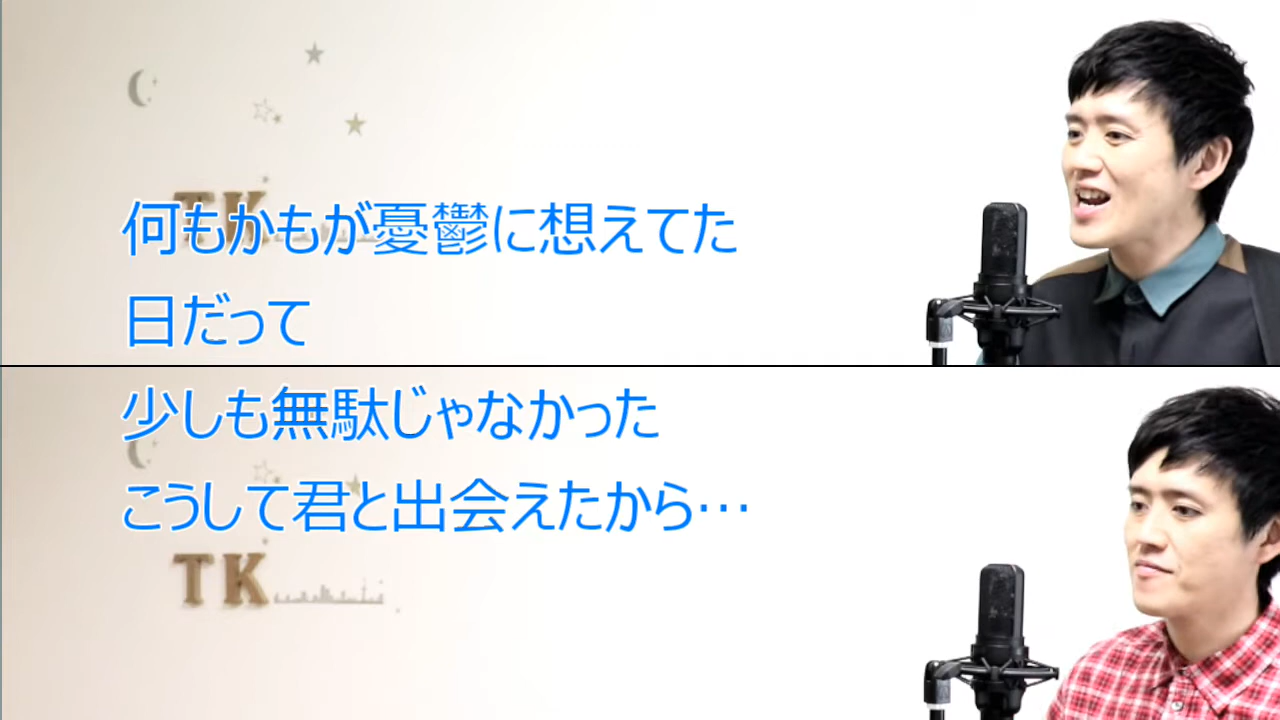 TK
何もかもが憂鬱に想えてた
日だって
少しも無駄じゃなかった
こうして君と出会えたから…
TK